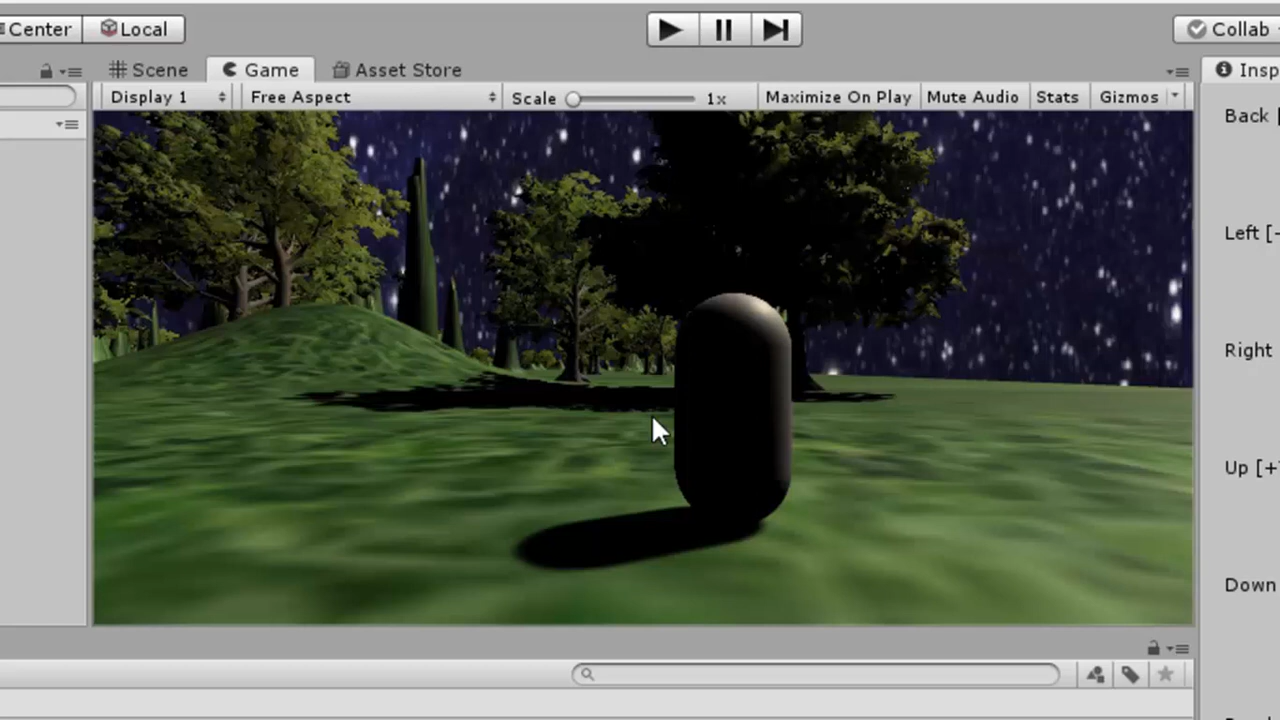 Center Local Collab
Scene Game Asset Store Insp
Display 1 Free Aspect Scale 1x Maximize On Play Mute Audio Stats Gizmos
Back [
Left [-
Right
Up [+
Down